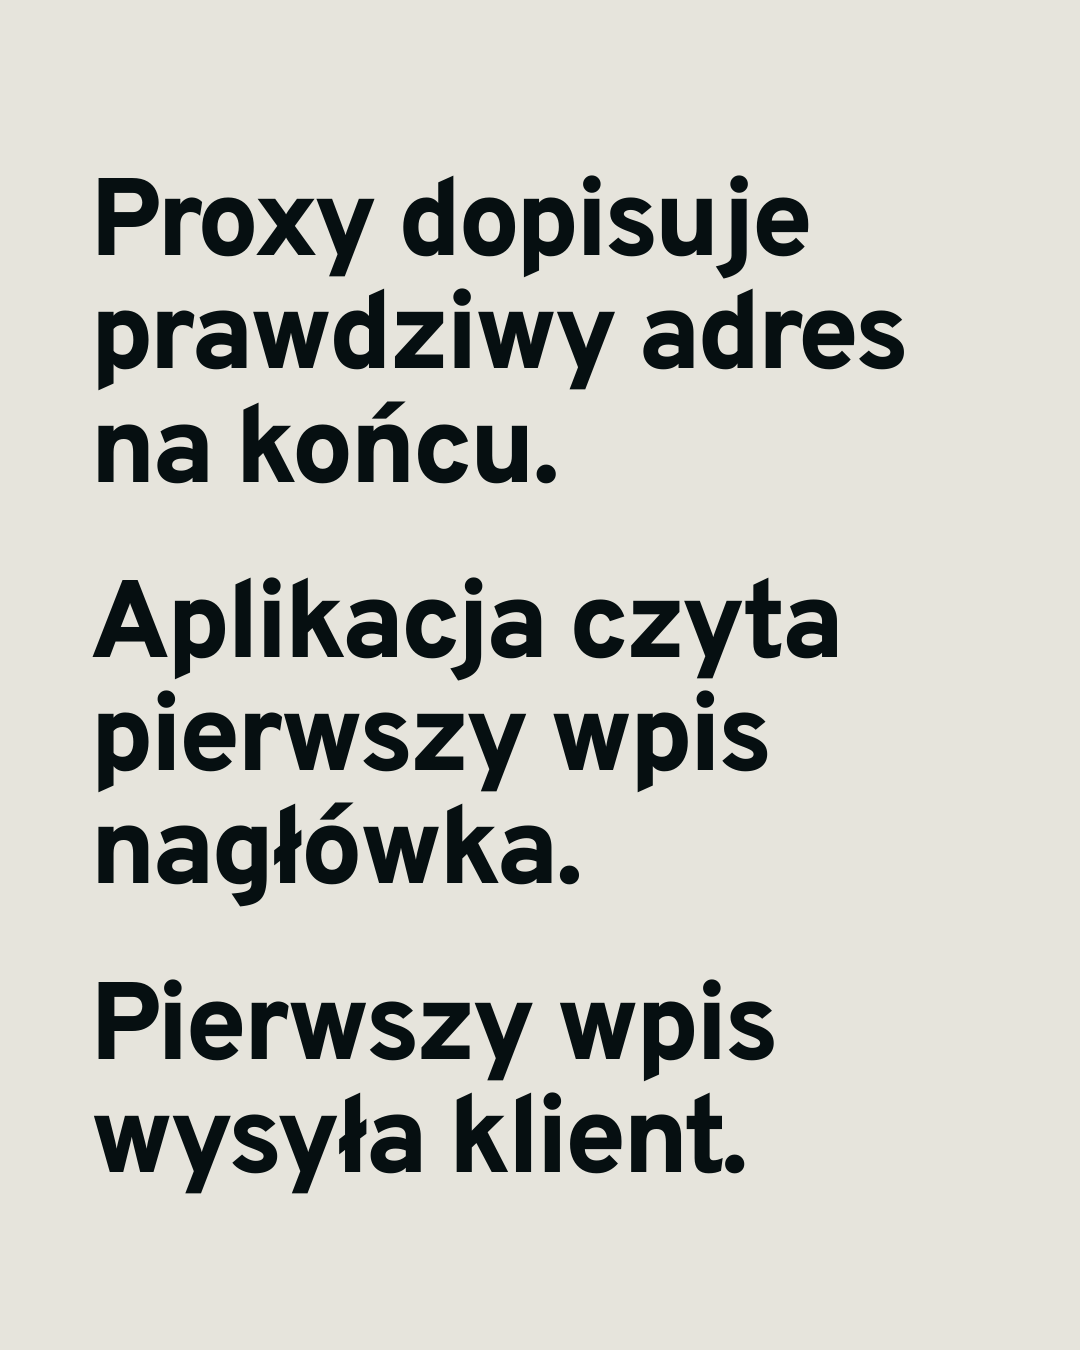 Proxy dopisuje
prawdziwy adres
na końcu.
Aplikacja czyta
pierwszy wpis
nagłówka.
Pierwszy wpis
wysyła klient.